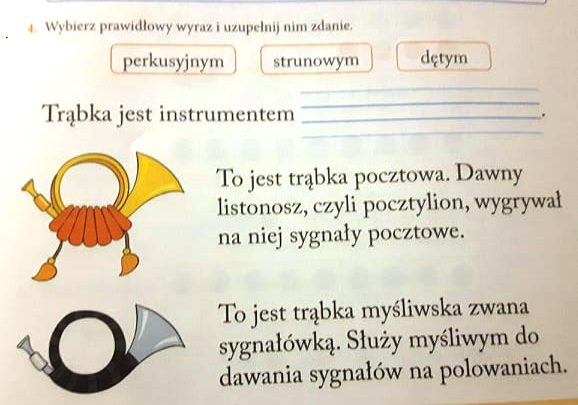 4. Wybierz prawidłowy wyraz i uzupełnij nim zdanie.
perkusyjnym strunowym dętym
Trąbka jest instrumentem .
To jest trąbka pocztowa. Dawny
listonosz, czyli pocztylion, wygrywał
na niej sygnały pocztowe.
To jest trąbka myśliwska zwana
sygnałówką. Służy myśliwym do
dawania sygnałów na polowaniach.